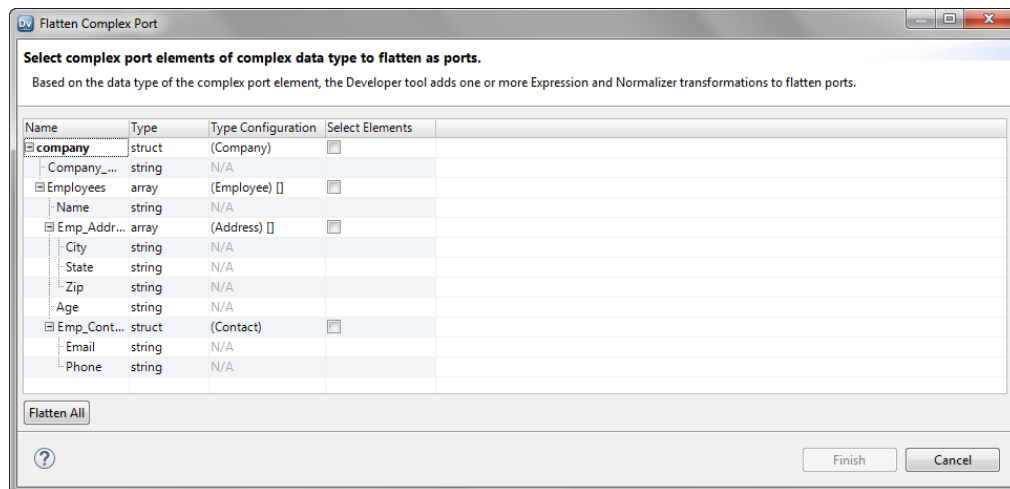 Dv Flatten Complex Port
Select complex port elements of complex data type to flatten as ports.
Based on the data type of the complex port element, the Developer tool adds one or more Expression and Normalizer transformations to flatten ports.
Name Type Type Configuration Select Elements
company struct (Company)
Company_... string N/A
Employees array (Employee) []
Name string N/A
Emp_Addr... array (Address) []
City string N/A
State string N/A
Zip string N/A
Age string N/A
Emp_Cont... struct (Contact)
Email string N/A
Phone string N/A
Flatten All
? Finish Cancel